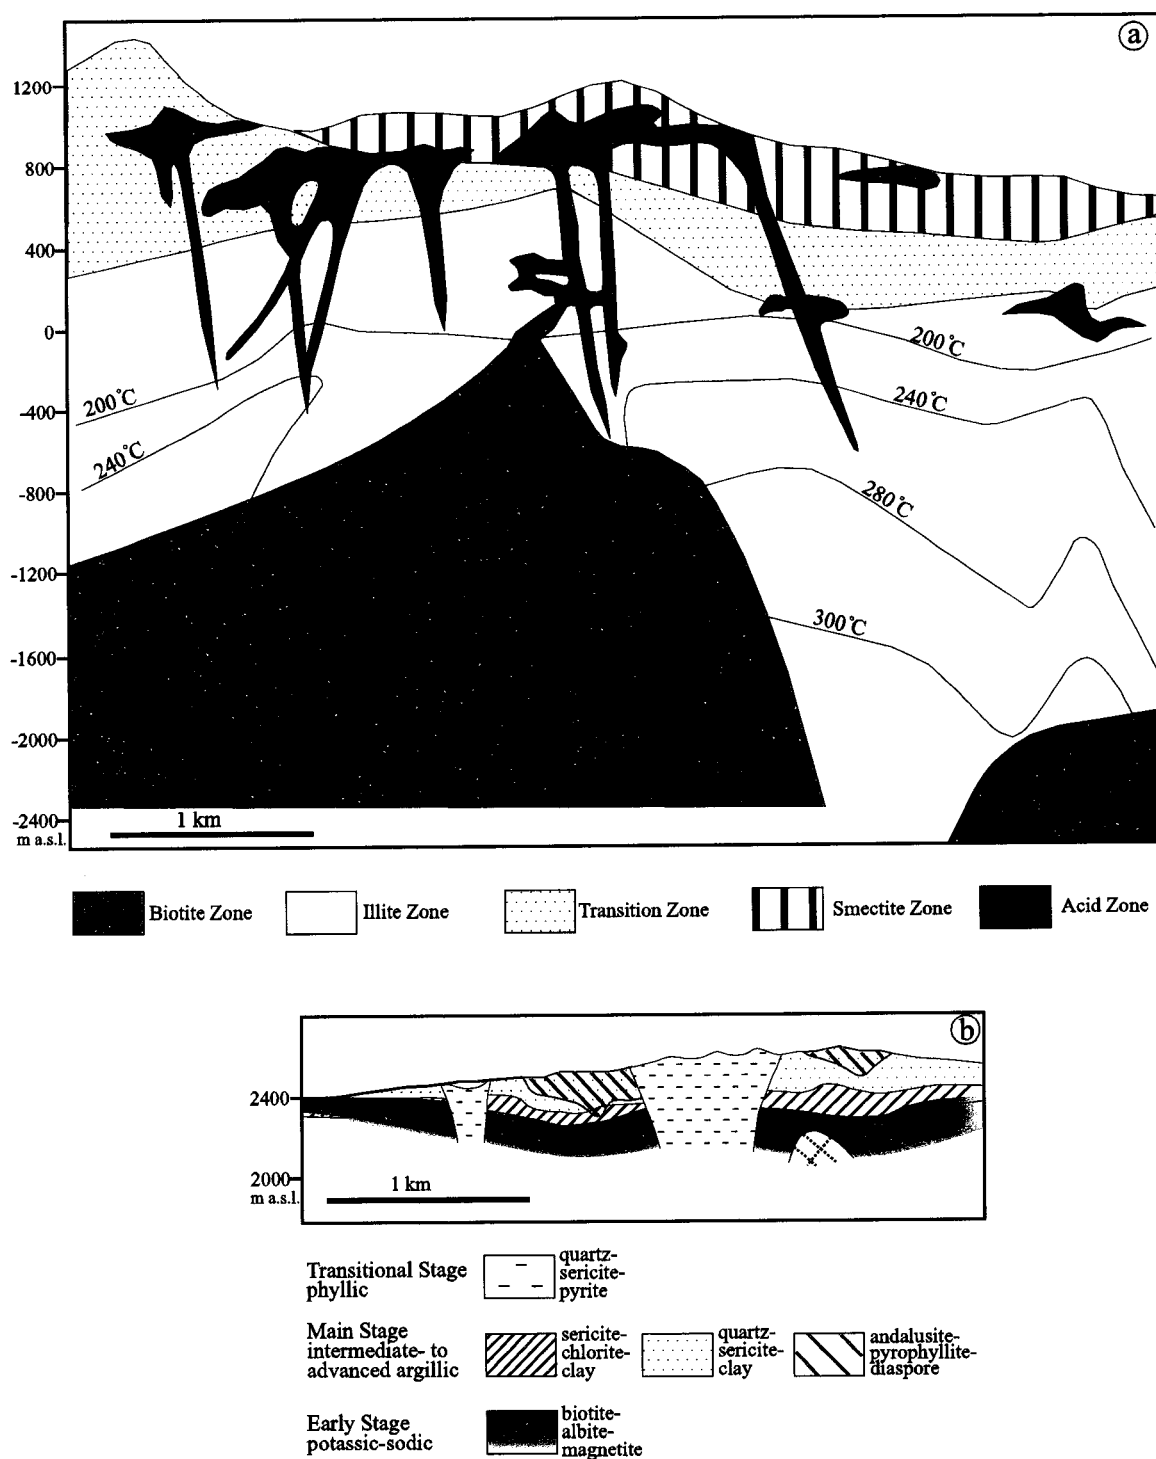 a
1200
800
400
0
-400
-800
-1200
-1600
-2000
-2400
m a.s.l.
200°C
240°C
200°C
240°C
280°C
300°C
1 km
Biotite Zone
Illite Zone
Transition Zone
Smectite Zone
Acid Zone
b
2400
2000
m a.s.l.
1 km
Transitional Stage
phyllic
quartz-
sericite-
pyrite
Main Stage
intermediate- to
advanced argillic
sericite-
chlorite-
clay
quartz-
sericite-
clay
andalusite-
pyrophyllite-
diaspore
Early Stage
potassic-sodic
biotite-
albite-
magnetite